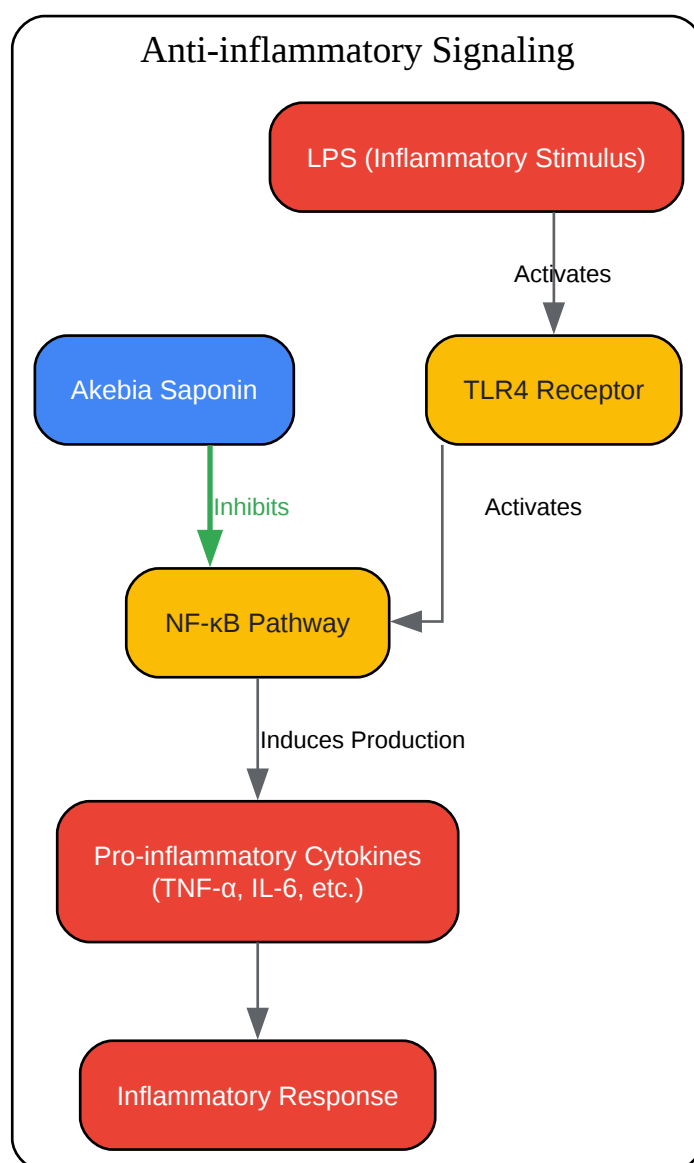 Anti-inflammatory Signaling
LPS (Inflammatory Stimulus)
Activates
Akebia Saponin
TLR4 Receptor
Inhibits
Activates
NF-κB Pathway
Induces Production
Pro-inflammatory Cytokines
(TNF-α, IL-6, etc.)
Inflammatory Response